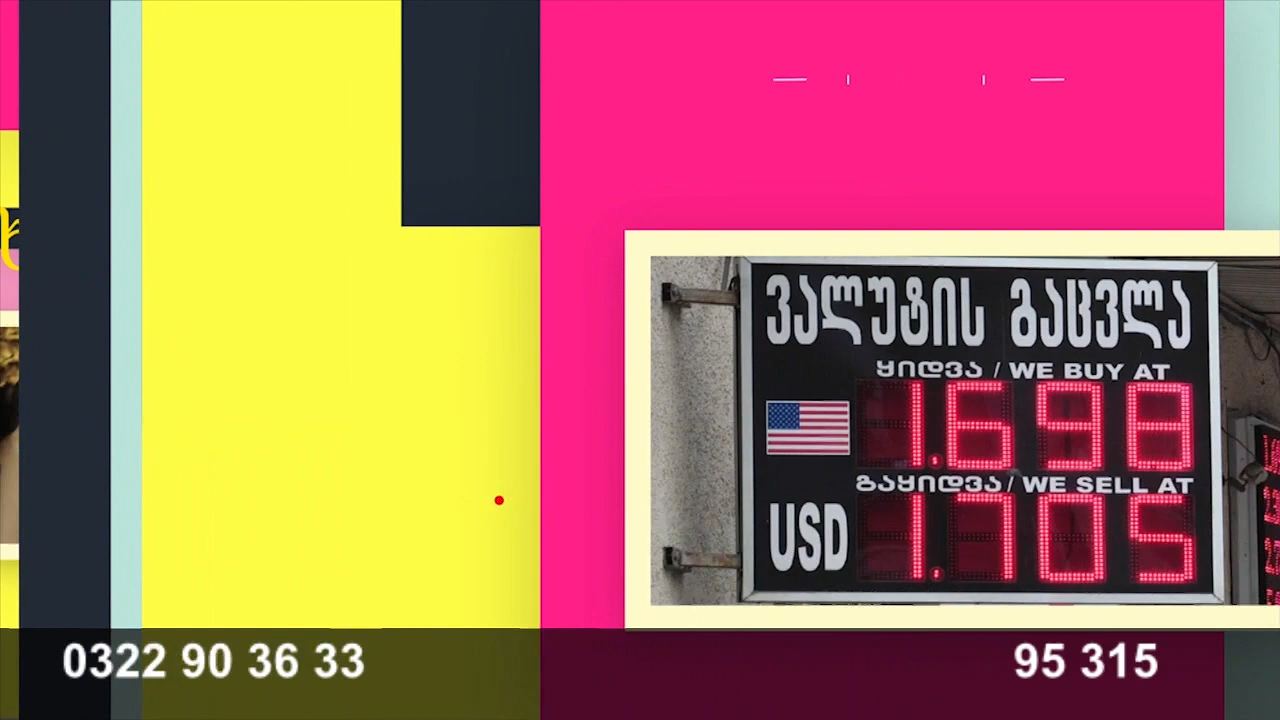 ვალუტის გაცვლა
ყიდვა / WE BUY AT
1.698
გაყიდვა / WE SELL AT
USD
1.705
0322 90 36 33
95 315